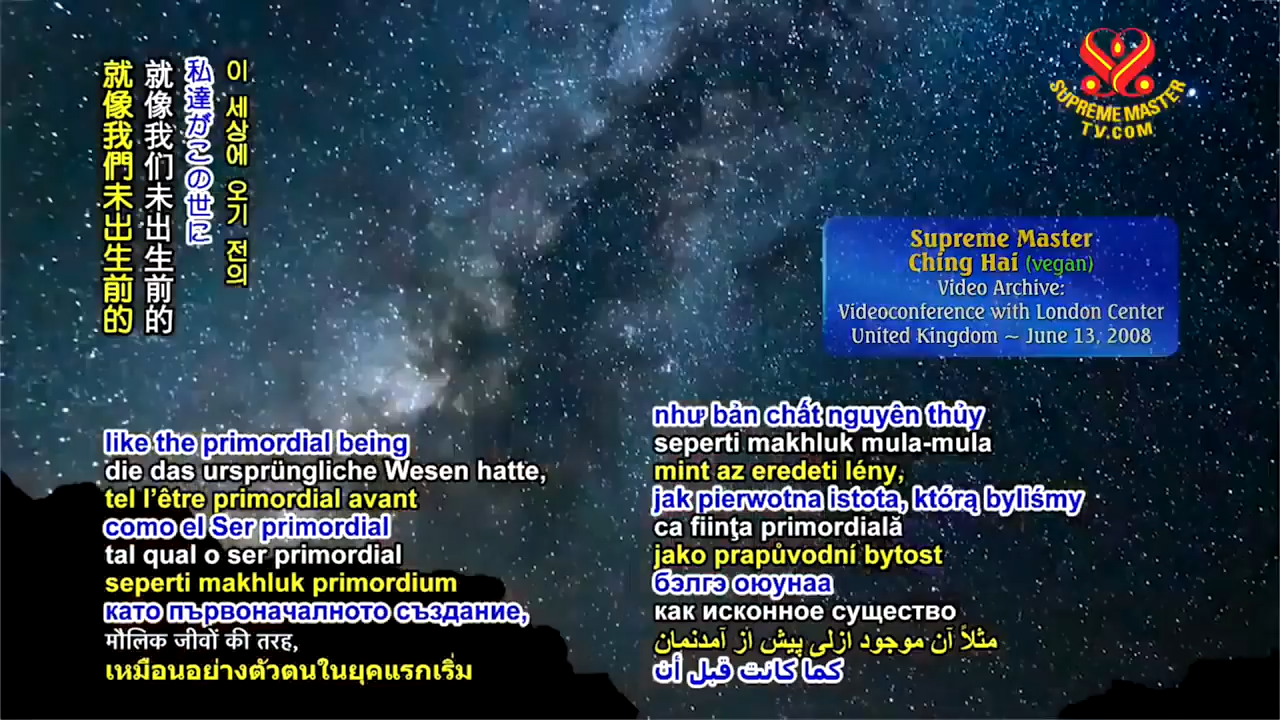 就像我們未出生前的
就像我们未出生前的
私達がこの世に
이 세상에 오기 전의
SUPREME MASTER
TV.COM
Supreme Master
Ching Hai (vegan)
Video Archive:
Videoconference with London Center
United Kingdom ~ June 13, 2008
like the primordial being
die das ursprüngliche Wesen hatte,
tel l’être primordial avant
como el Ser primordial
tal qual o ser primordial
seperti makhluk primordium
като първоначалното създание,
मौलिक जीवों की तरह,
เหมือนอย่างตัวตนในยุคแรกเริ่ม
như bản chất nguyên thủy
seperti makhluk mula-mula
mint az eredeti lény,
jak pierwotna istota, którą byliśmy
ca fiinţa primordială
jako prapůvodní bytost
бэлгэ оюунаа
как исконное существо
مثلاً آن موجود ازلی پیش از آمدنمان
كما كانت قبل أن